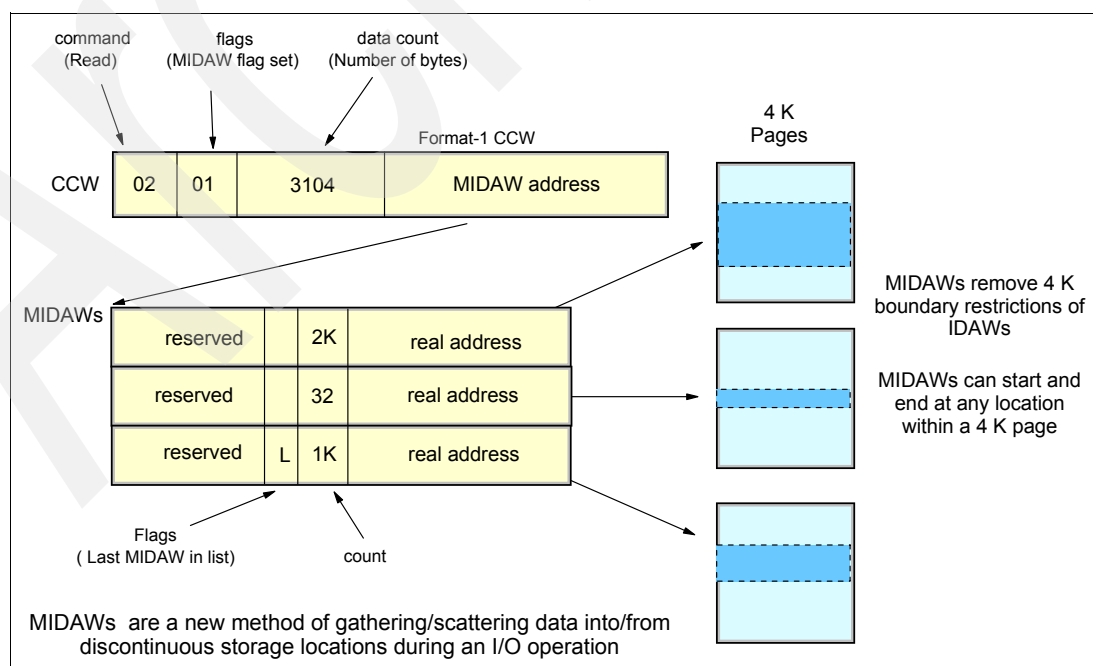 command
(Read)
flags
(MIDAW flag set)
data count
(Number of bytes)
Format-1 CCW
4 K
Pages
CCW 02 01 3104 MIDAW address
MIDAWs
reserved 2K real address
reserved 32 real address
reserved L 1K real address
MIDAWs remove 4 K
boundary restrictions of
IDAWs
MIDAWs can start and
end at any location
within a 4 K page
Flags
( Last MIDAW in list)
count
MIDAWs are a new method of gathering/scattering data into/from
discontinuous storage locations during an I/O operation